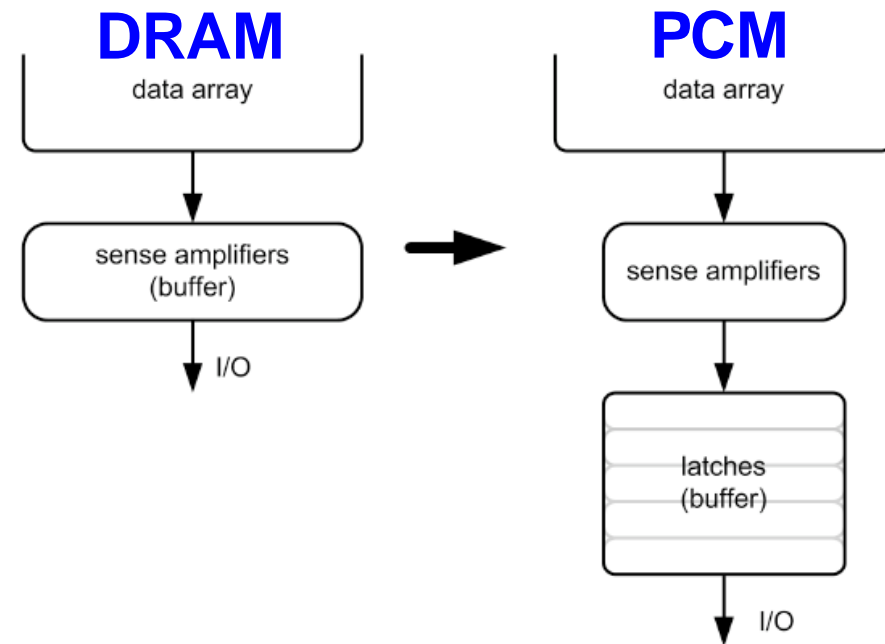 DRAM
data array
sense amplifiers
(buffer)
I/O
PCM
data array
sense amplifiers
latches
(buffer)
I/O